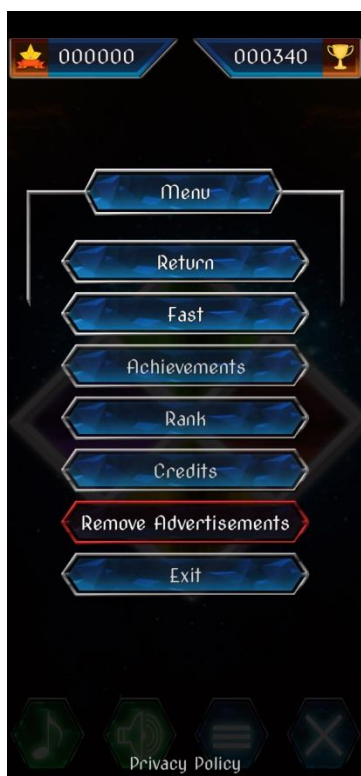 000000
000340
Menu
Return
Fast
Achievements
Rank
Credits
Remove Advertisements
Exit
Privacy Policy